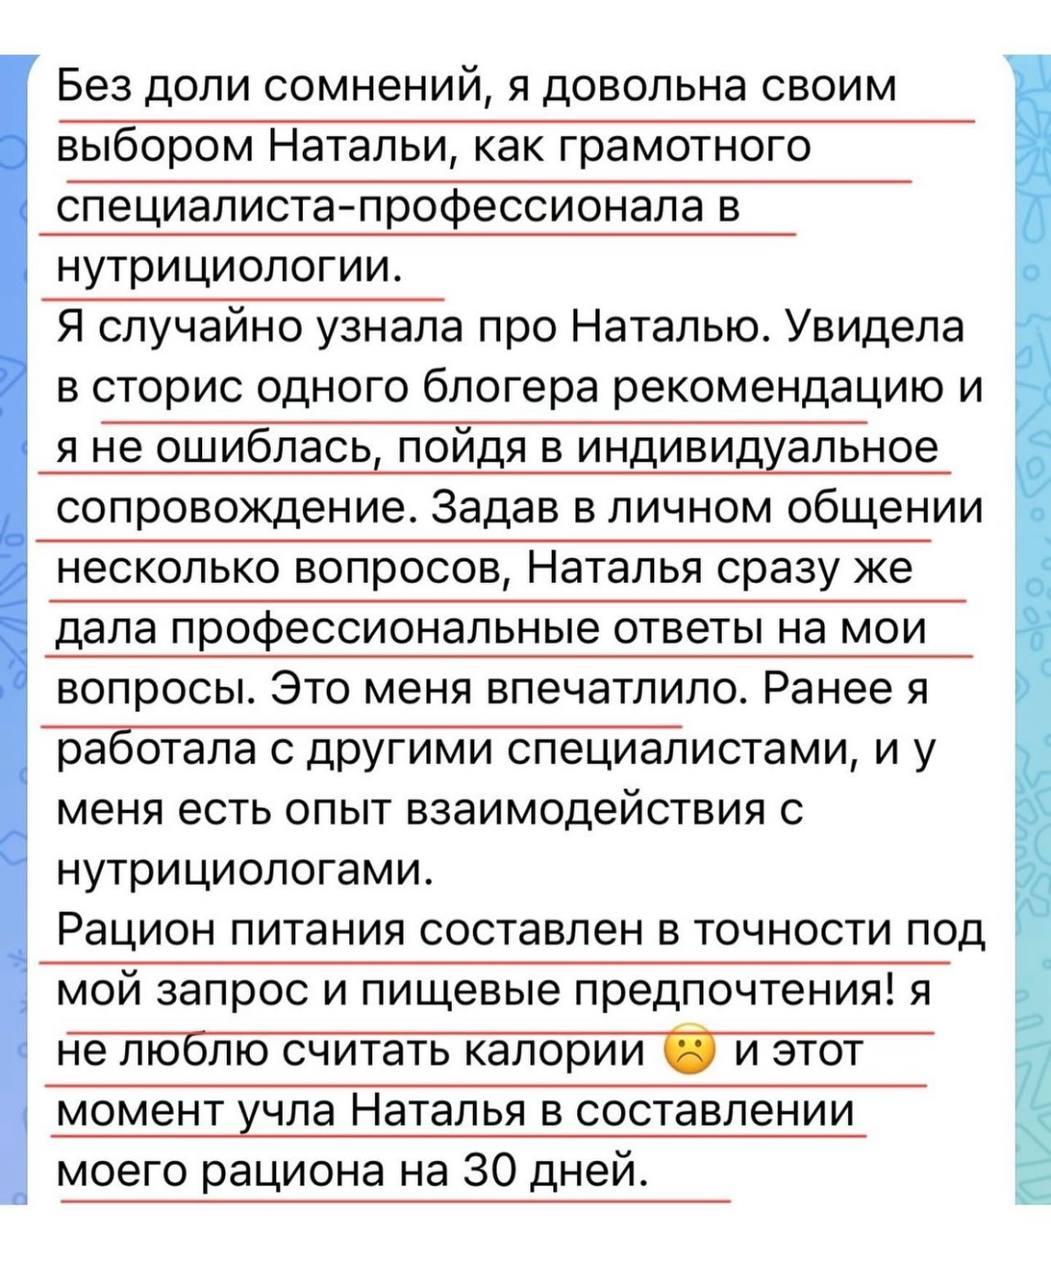 Без доли сомнений, я довольна своим
выбором Натальи, как грамотного
специалиста-профессионала в
нутрициологии.
Я случайно узнала про Наталью. Увидела
в сторис одного блогера рекомендацию и
я не ошиблась, пойдя в индивидуальное
сопровождение. Задав в личном общении
несколько вопросов, Наталья сразу же
дала профессиональные ответы на мои
вопросы. Это меня впечатлило. Ранее я
работала с другими специалистами, и у
меня есть опыт взаимодействия с
нутрициологами.
Рацион питания составлен в точности под
мой запрос и пищевые предпочтения! я
не люблю считать калории ☹️ и этот
момент учла Наталья в составлении
моего рациона на 30 дней.